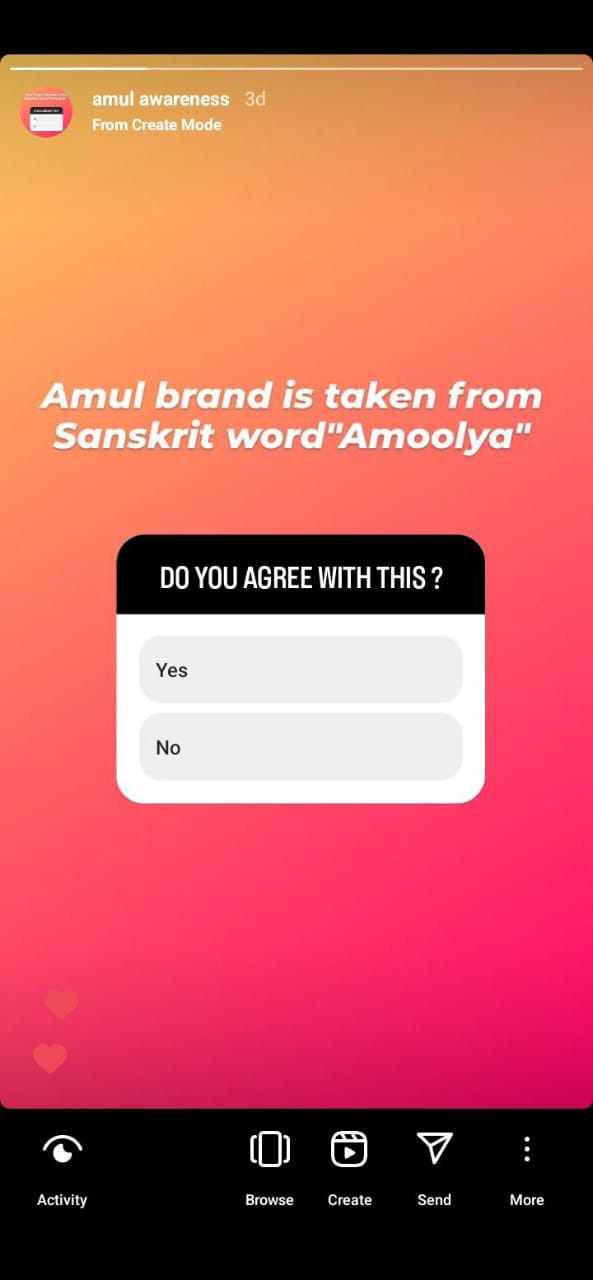 amul awareness 3d
From Create Mode
Amul brand is taken from
Sanskrit word"Amoolya"
DO YOU AGREE WITH THIS ?
Yes
No
Activity
Browse
Create
Send
More